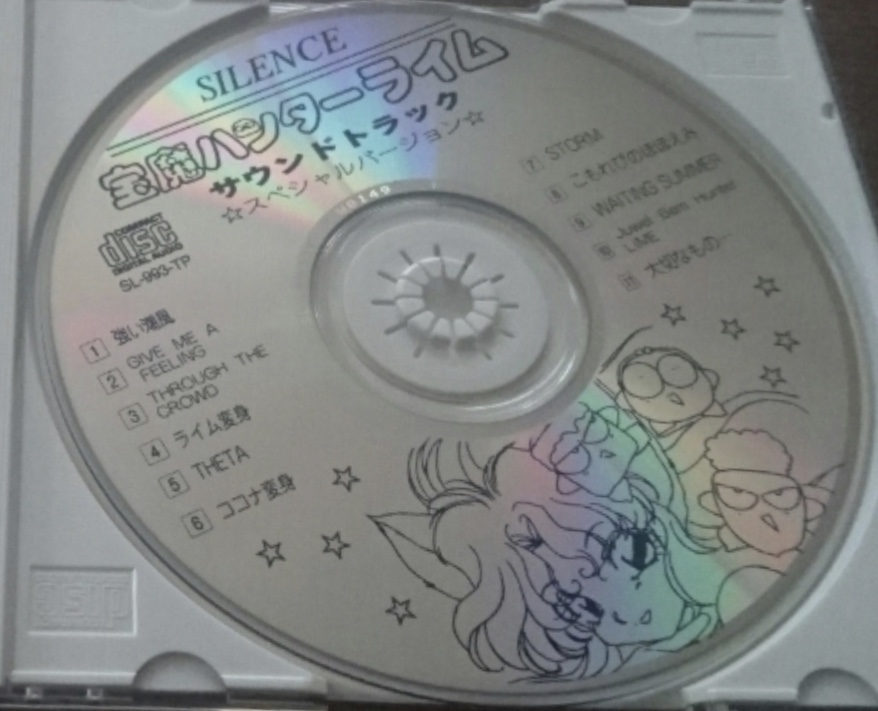 SILENCE
宝魔ハンターライム
サウンドトラック
☆スペシャルバージョン☆
COMPACT
disc
DIGITAL AUDIO
SL-993-TP
1 強い潮風
2 GIVE ME A
FEELING
3 THROUGH THE
CROWD
4 ライム変身
5 THETA
6 ココナ変身
7 STORM
8 こもれびのほほえみ
9 WAITING SUMMER
10 Juwel Bem Hunter
LIME
11 大切なもの…
149